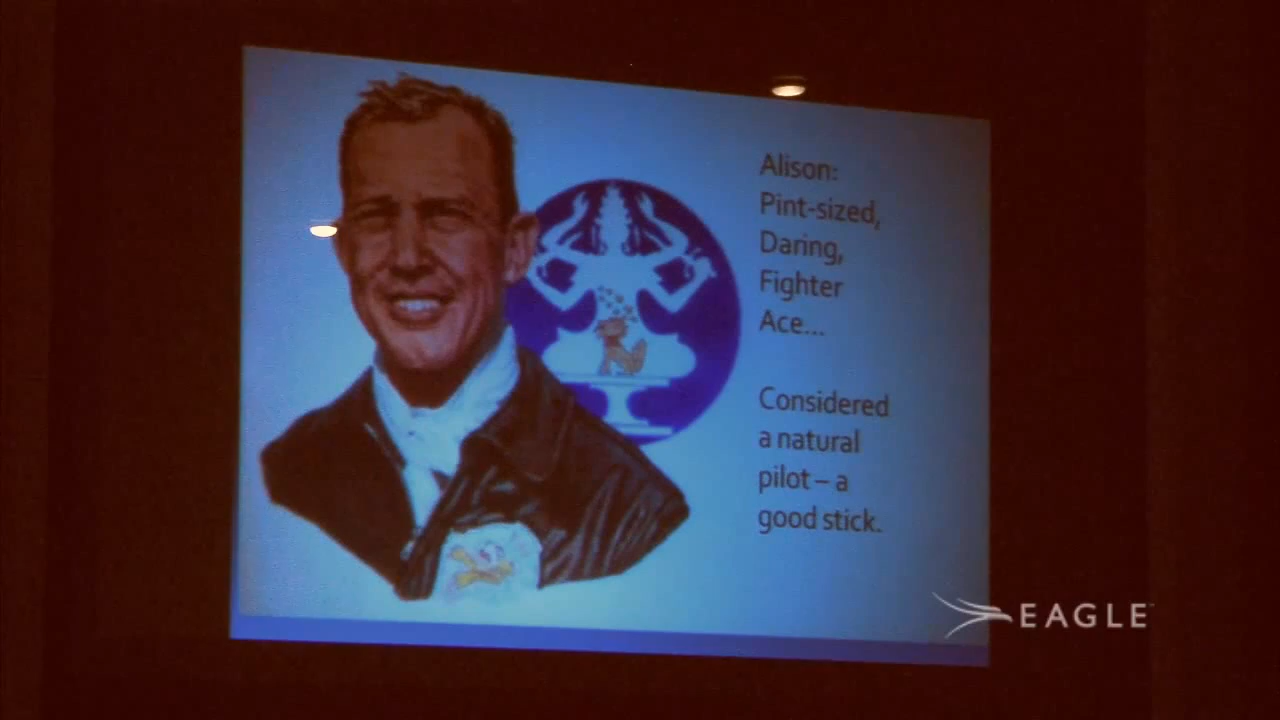 Alison:
Pint-sized,
Daring,
Fighter
Ace...
Considered
a natural
pilot – a
good stick.
EAGLE